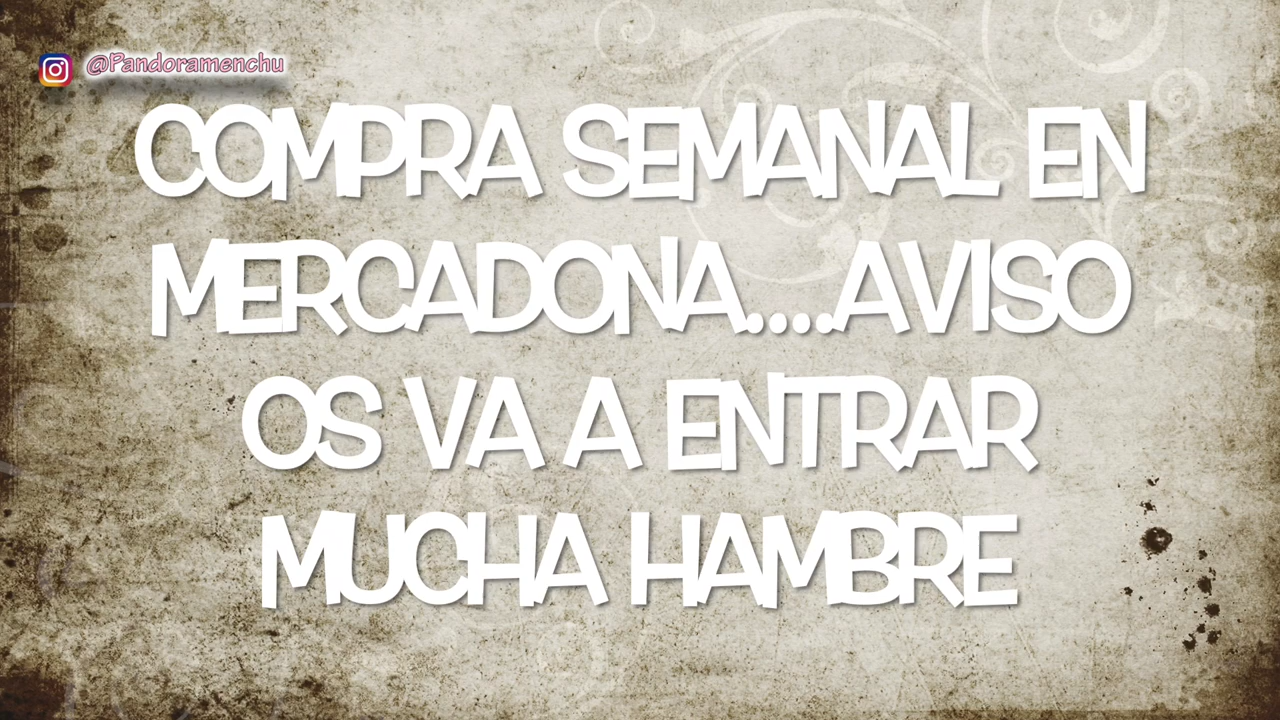 @Pandoramenchu
COMPRA SEMANAL EN
MERCADONA....AVISO
OS VA A ENTRAR
MUCHA HAMBRE